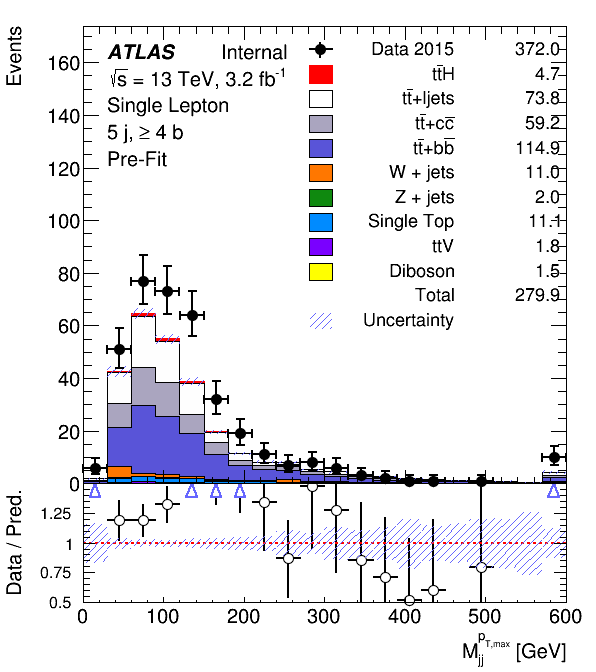 Events
ATLAS Internal
√s = 13 TeV, 3.2 fb⁻¹
Single Lepton
5 j, ≥ 4 b
Pre-Fit
Data 2015 372.0
tt̄H 4.7
tt̄+ljets 73.8
tt̄+cc̄ 59.2
tt̄+bb̄ 114.9
W + jets 11.0
Z + jets 2.0
Single Top 11.1
ttV 1.8
Diboson 1.5
Total 279.9
Uncertainty
160
140
120
100
80
60
40
20
0
Data / Pred.
1.25
1
0.75
0.5
0 100 200 300 400 500 600
M_jj^{p_{T,max}} [GeV]